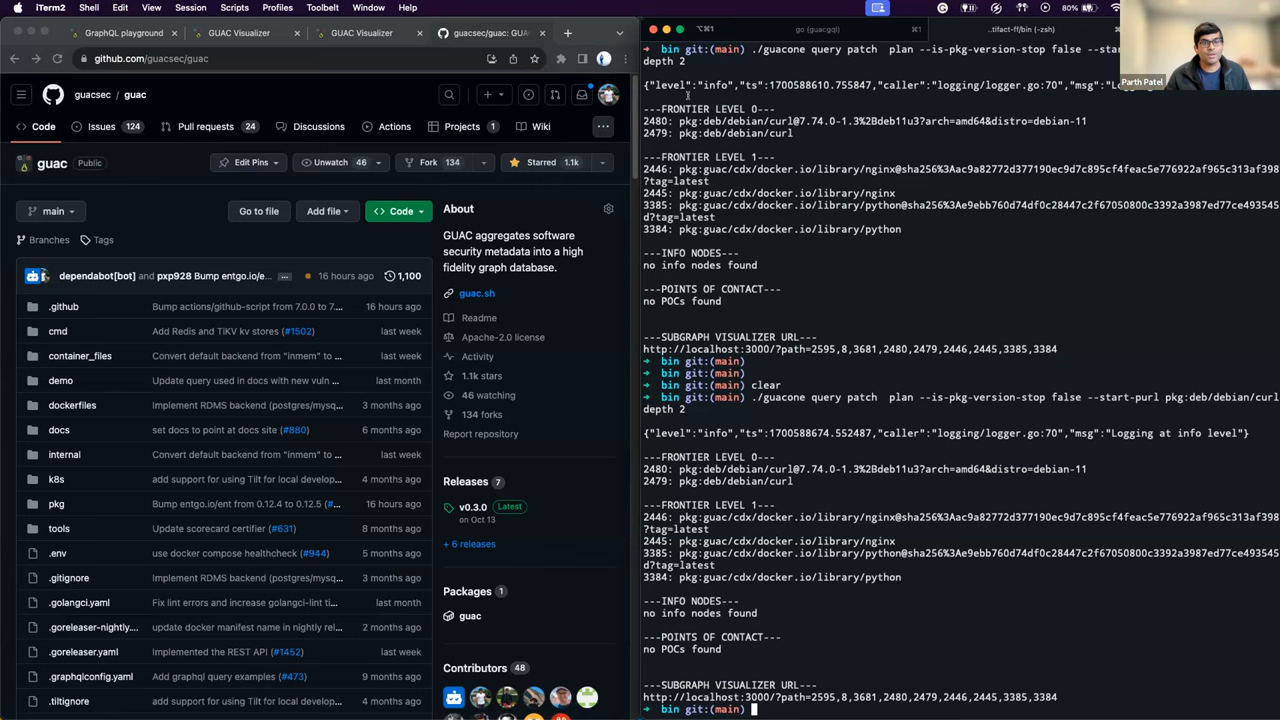 iTerm2 Shell Edit View Session Scripts Profiles Toolbelt Window Help
80%
GraphQL playground
GUAC Visualizer
GUAC Visualizer
guacsec/guac: GU
github.com/guacsec/guac
guacsec / guac
Code
Issues 124
Pull requests 24
Discussions
Actions
Projects 1
Wiki
guac Public
Edit Pins
Unwatch 46
Fork 134
Starred 1.1k
main
Go to file
Add file
Code
Branches
Tags
dependabot[bot] and pxp928 Bump entgo.io/e... 16 hours ago 1,100
.github Bump actions/github-script from 7.0.0 to 7.… 16 hours ago
cmd Add Redis and TiKV kv stores (#1502) last week
container_files Convert default backend from "inmem" to … last week
demo Update query used in docs with new vuln … last month
dockerfiles Implement RDMS backend (postgres/mysq… 3 months ago
docs set docs to point at docs site (#880) 6 months ago
internal Convert default backend from "inmem" to … last week
k8s add support for using Tilt for local develop… 4 months ago
pkg Bump entgo.io/ent from 0.12.4 to 0.12.5 (#… 16 hours ago
tools Update scorecard certifier (#631) 8 months ago
.env use docker compose healthcheck (#944) 5 months ago
.gitignore Implement RDMS backend (postgres/mysq… 3 months ago
.golangci.yaml Fix lint errors and increase golangci-lint ti… last month
.goreleaser-nightly.… update docker manifest name in nightly rel… 2 months ago
.goreleaser.yaml Implemented the REST API (#1452) last week
.graphqlconfig.yaml Add graphql query examples (#473) 9 months ago
.tiltignore add support for using Tilt for local develop… 4 months ago
About
GUAC aggregates software
security metadata into a high
fidelity graph database.
guac.sh
Readme
Apache-2.0 license
Activity
1.1k stars
46 watching
134 forks
Report repository
Releases 7
v0.3.0 Latest
on Oct 13
+ 6 releases
Packages 1
guac
Contributors 48
⌥⌘1
go (guacgql)
⌘1
..tifact-ff/bin (-zsh)
➜ bin git:(main) ./guacone query patch plan --is-pkg-version-stop false --star
depth 2
{"level":"info","ts":1700588610.755847,"caller":"logging/logger.go:70","msg":"Logg
---FRONTIER LEVEL 0---
2480: pkg:deb/debian/curl@7.74.0-1.3%2Bdeb11u3?arch=amd64&distro=debian-11
2479: pkg:deb/debian/curl
---FRONTIER LEVEL 1---
2446: pkg:guac/cdx/docker.io/library/nginx@sha256%3Aac9a82772d377190ec9d7c895cf4feac5e776922af965c313af398
?tag=latest
2445: pkg:guac/cdx/docker.io/library/nginx
3385: pkg:guac/cdx/docker.io/library/python@sha256%3Ae9ebb760d74df0c28447c2f67050800c3392a3987ed77ce493545
d?tag=latest
3384: pkg:guac/cdx/docker.io/library/python
---INFO NODES---
no info nodes found
---POINTS OF CONTACT---
no POCs found
---SUBGRAPH VISUALIZER URL---
http://localhost:3000/?path=2595,8,3681,2480,2479,2446,2445,3385,3384
➜ bin git:(main)
➜ bin git:(main)
➜ bin git:(main) clear
➜ bin git:(main) ./guacone query patch plan --is-pkg-version-stop false --start-purl pkg:deb/debian/curl
depth 2
{"level":"info","ts":1700588674.552487,"caller":"logging/logger.go:70","msg":"Logging at info level"}
---FRONTIER LEVEL 0---
2480: pkg:deb/debian/curl@7.74.0-1.3%2Bdeb11u3?arch=amd64&distro=debian-11
2479: pkg:deb/debian/curl
---FRONTIER LEVEL 1---
2446: pkg:guac/cdx/docker.io/library/nginx@sha256%3Aac9a82772d377190ec9d7c895cf4feac5e776922af965c313af398
?tag=latest
2445: pkg:guac/cdx/docker.io/library/nginx
3385: pkg:guac/cdx/docker.io/library/python@sha256%3Ae9ebb760d74df0c28447c2f67050800c3392a3987ed77ce493545
d?tag=latest
3384: pkg:guac/cdx/docker.io/library/python
---INFO NODES---
no info nodes found
---POINTS OF CONTACT---
no POCs found
---SUBGRAPH VISUALIZER URL---
http://localhost:3000/?path=2595,8,3681,2480,2479,2446,2445,3385,3384
➜ bin git:(main)
Parth Patel